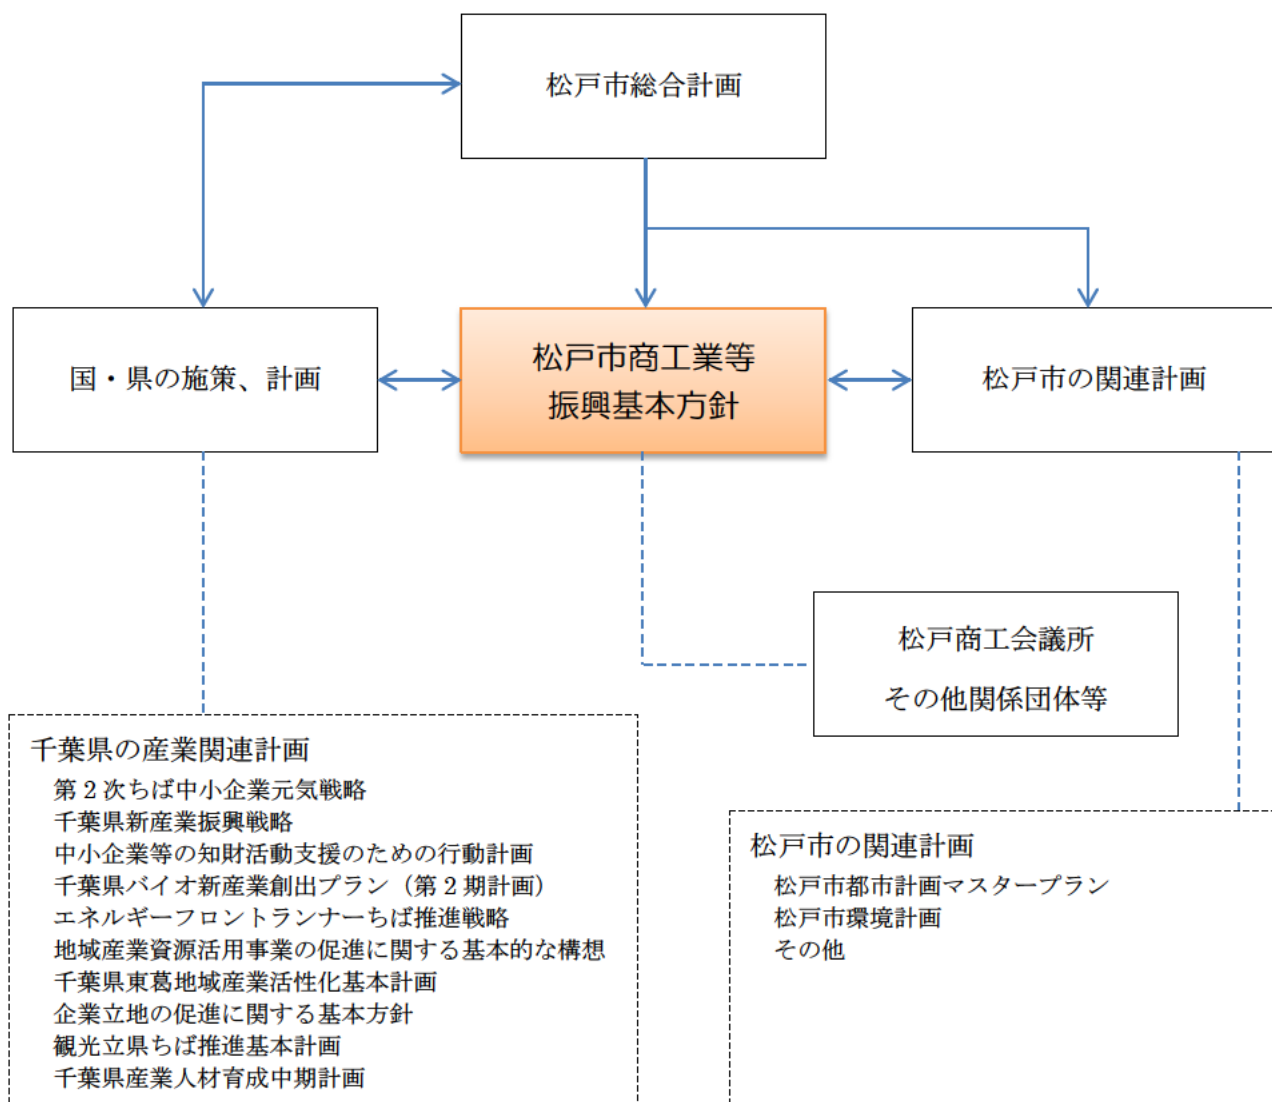 松戸市総合計画
国・県の施策、計画
松戸市商工業等
振興基本方針
松戸市の関連計画
松戸商工会議所
その他関係団体等
千葉県の産業関連計画
第２次ちば中小企業元気戦略
千葉県新産業振興戦略
中小企業等の知財活動支援のための行動計画
千葉県バイオ新産業創出プラン（第２期計画）
エネルギーフロントランナーちば推進戦略
地域産業資源活用事業の促進に関する基本的な構想
千葉県東葛地域産業活性化基本計画
企業立地の促進に関する基本方針
観光立県ちば推進基本計画
千葉県産業人材育成中期計画
松戸市の関連計画
松戸市都市計画マスタープラン
松戸市環境計画
その他